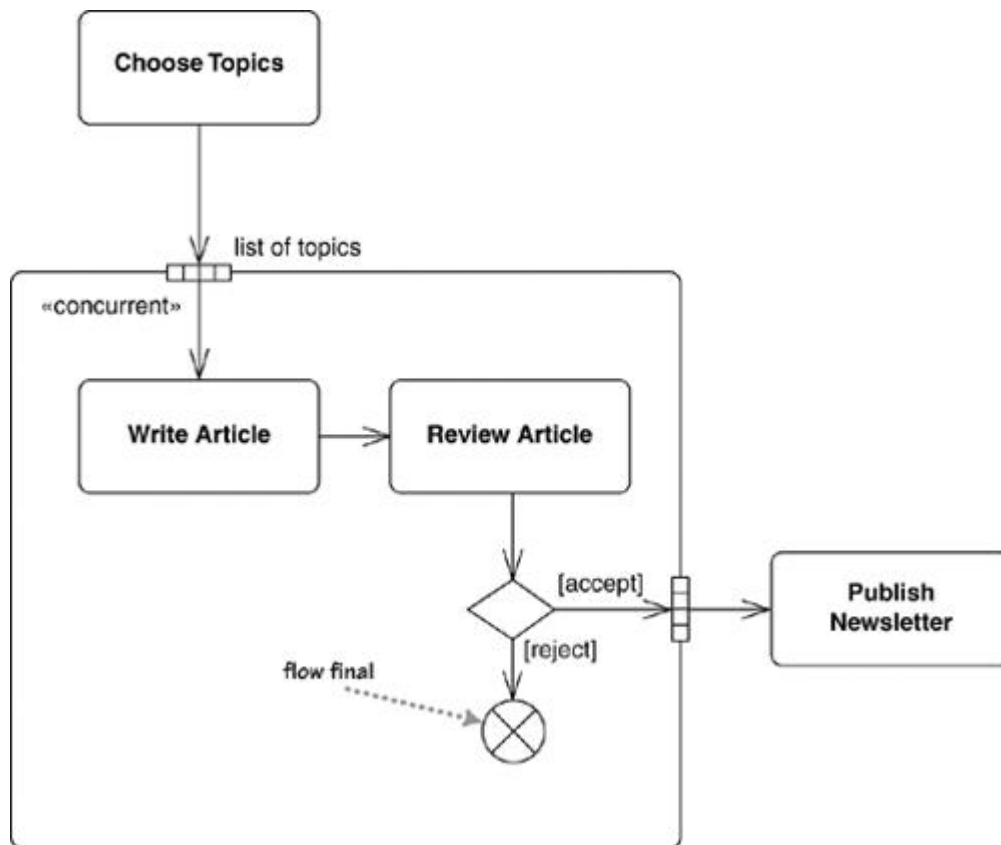 Choose Topics
list of topics
«concurrent»
Write Article
Review Article
[accept]
Publish
Newsletter
[reject]
flow final